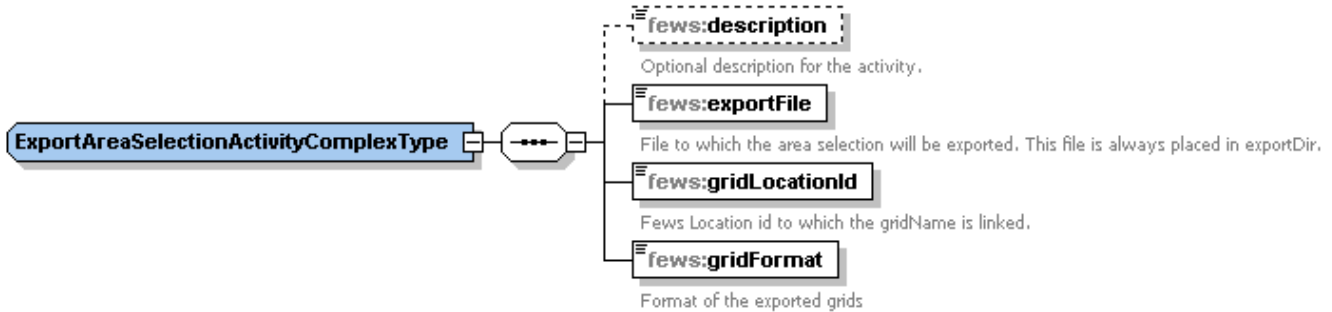 fews:description
Optional description for the activity.
fews:exportFile
ExportAreaSelectionActivityComplexType
File to which the area selection will be exported. This file is always placed in exportDir.
fews:gridLocationId
Fews Location id to which the gridName is linked.
fews:gridFormat
Format of the exported grids